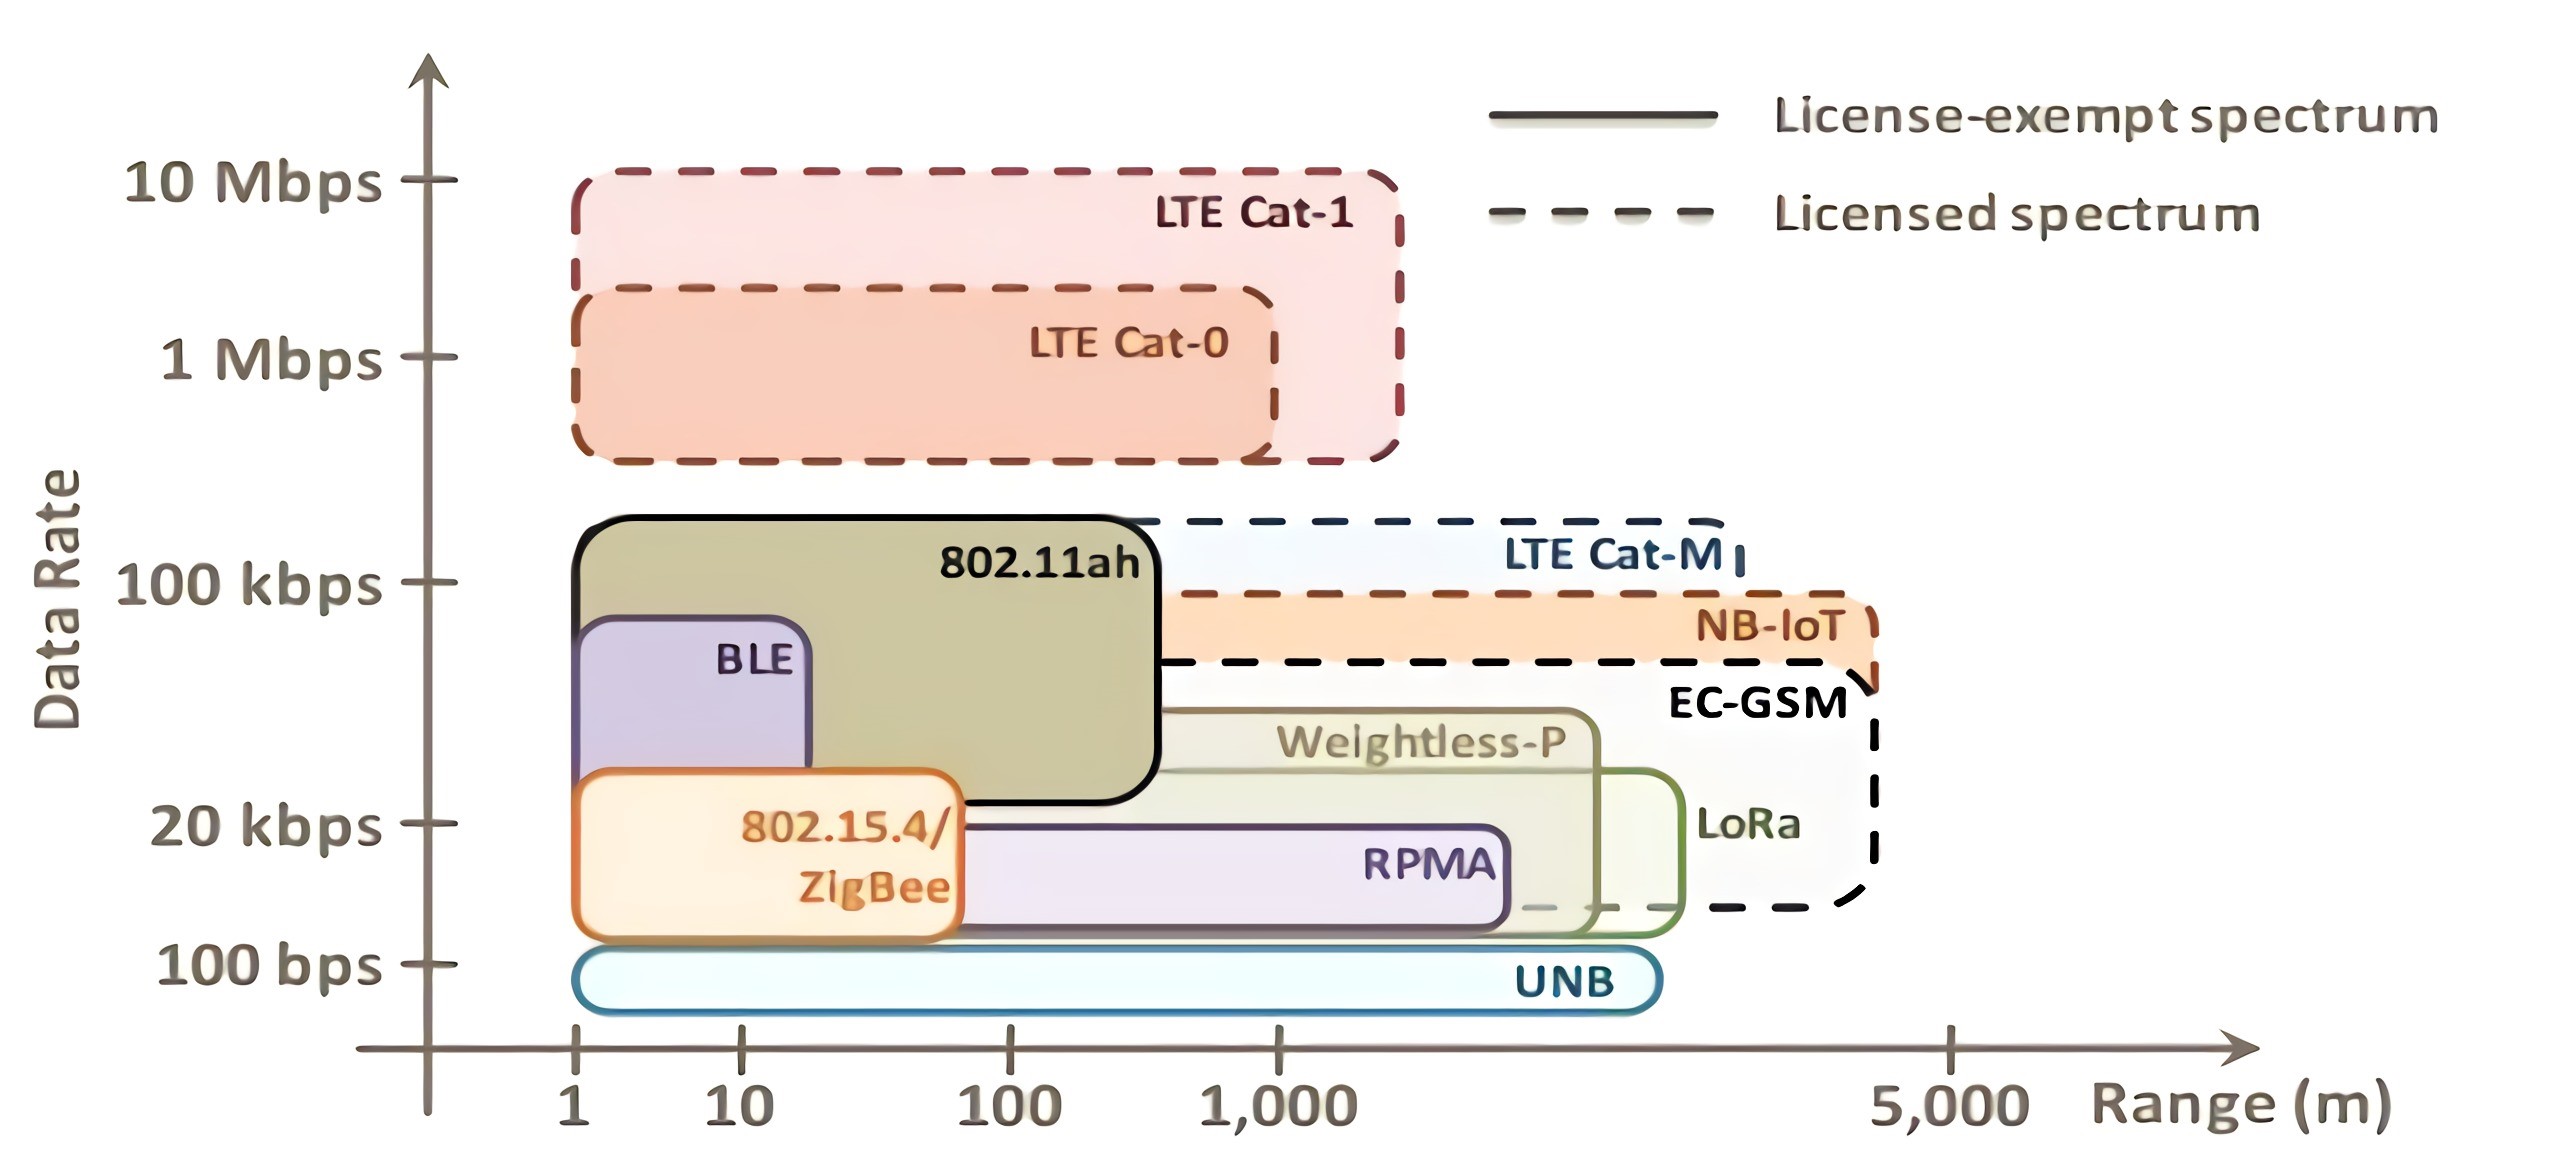 License-exempt spectrum
Licensed spectrum
Data Rate
10 Mbps
1 Mbps
100 kbps
20 kbps
100 bps
LTE Cat-1
LTE Cat-0
802.11ah
LTE Cat-M
NB-IoT
BLE
EC-GSM
Weightless-P
802.15.4/
ZigBee
LoRa
RPMA
UNB
1
10
100
1,000
5,000
Range (m)